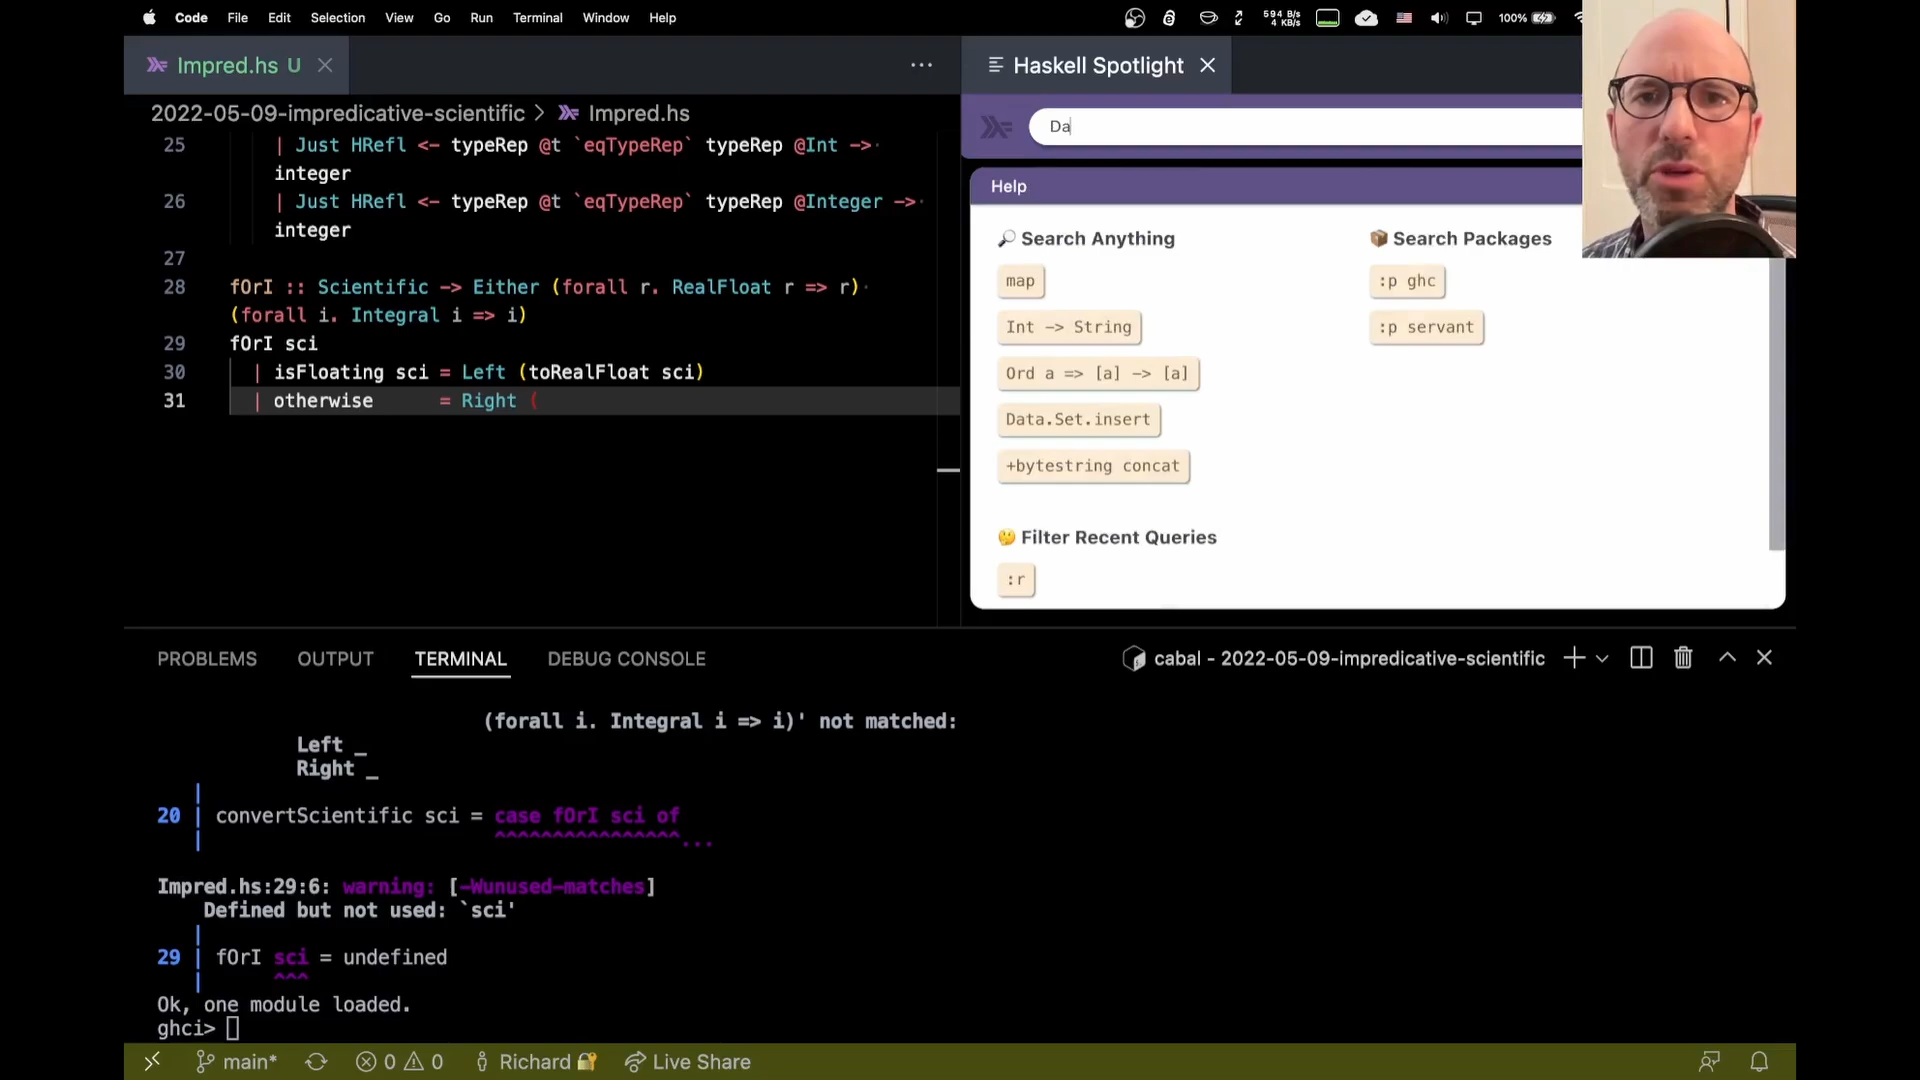 Code File Edit Selection View Go Run Terminal Window Help
594 B/s
4 KB/s
100%
Impred.hs U
Haskell Spotlight
2022-05-09-impredicative-scientific > Impred.hs
Da
25 | Just HRefl <- typeRep @t `eqTypeRep` typeRep @Int ->
integer
26 | Just HRefl <- typeRep @t `eqTypeRep` typeRep @Integer ->
integer
27
28 fOrI :: Scientific -> Either (forall r. RealFloat r => r)
(forall i. Integral i => i)
29 fOrI sci
30 | isFloating sci = Left (toRealFloat sci)
31 | otherwise = Right (
Help
🔎 Search Anything
map
Int -> String
Ord a => [a] -> [a]
Data.Set.insert
+bytestring concat
📦 Search Packages
:p ghc
:p servant
🤔 Filter Recent Queries
:r
PROBLEMS OUTPUT TERMINAL DEBUG CONSOLE
cabal - 2022-05-09-impredicative-scientific
(forall i. Integral i => i)' not matched:
Left _
Right _
|
20 | convertScientific sci = case fOrI sci of
| ^^^^^^^^^^^^^^^^...
Impred.hs:29:6: warning: [-Wunused-matches]
Defined but not used: `sci'
|
29 | fOrI sci = undefined
| ^^^
Ok, one module loaded.
ghci>
main* 0 0 Richard 🔐 Live Share